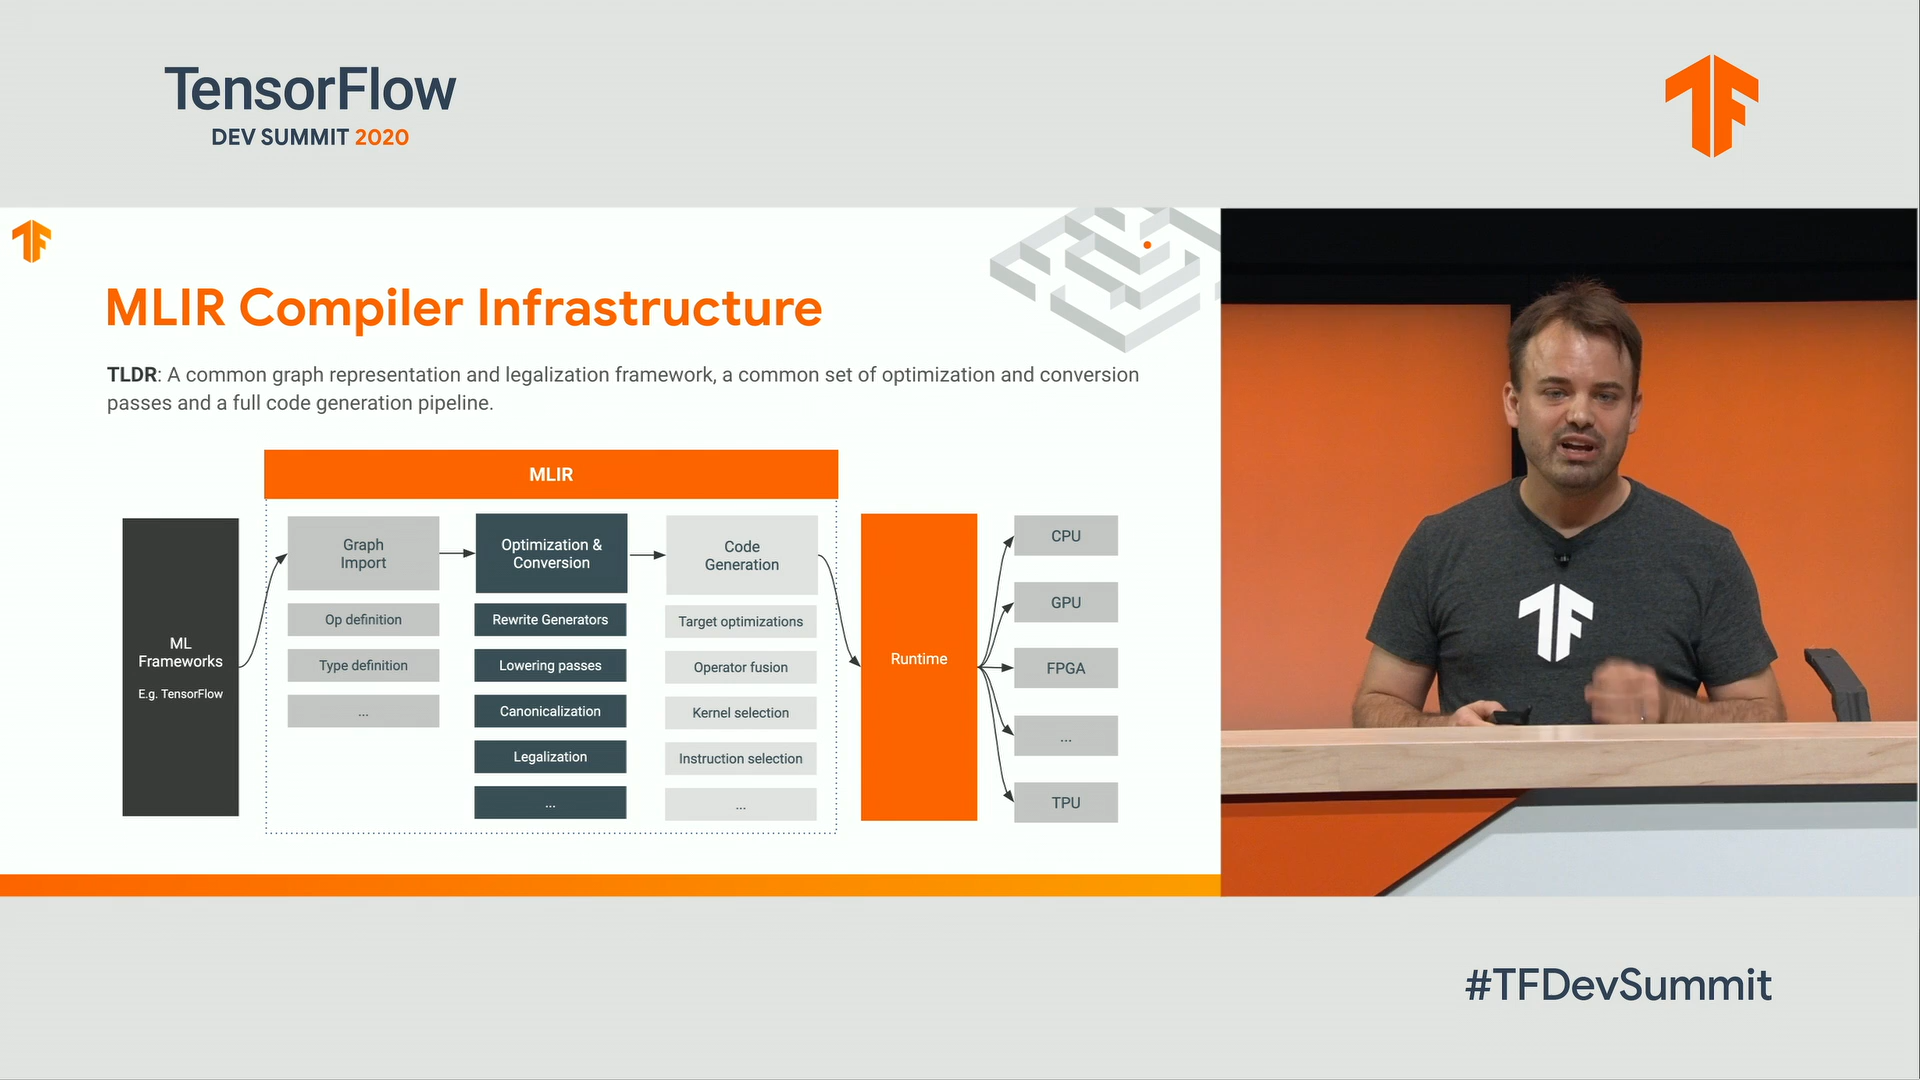 TensorFlow
DEV SUMMIT 2020
MLIR Compiler Infrastructure
TLDR: A common graph representation and legalization framework, a common set of optimization and conversion
passes and a full code generation pipeline.
MLIR
ML
Frameworks
E.g. TensorFlow
Graph
Import
Op definition
Type definition
...
Optimization &
Conversion
Rewrite Generators
Lowering passes
Canonicalization
Legalization
...
Code
Generation
Target optimizations
Operator fusion
Kernel selection
Instruction selection
...
Runtime
CPU
GPU
FPGA
...
TPU
#TFDevSummit